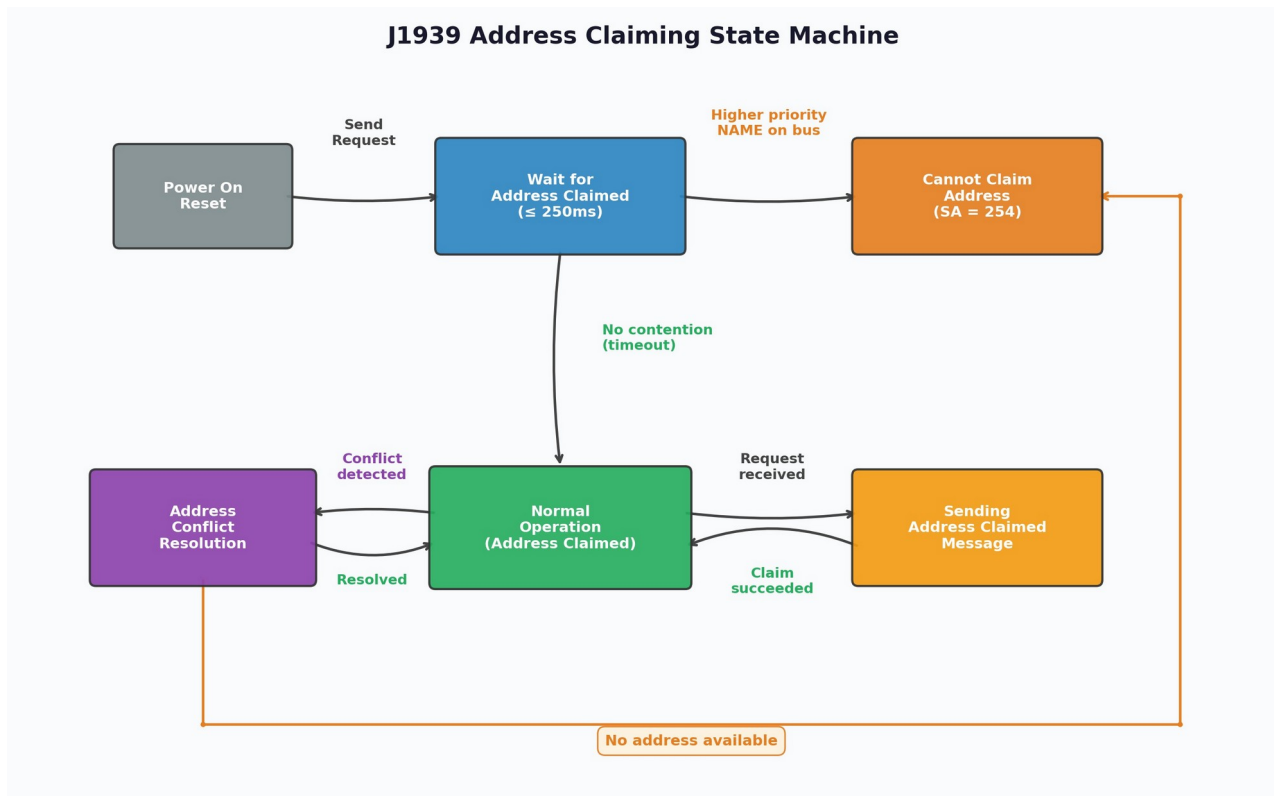 J1939 Address Claiming State Machine
Send
Request
Higher priority
NAME on bus
Power On
Reset
Wait for
Address Claimed
(≤ 250ms)
Cannot Claim
Address
(SA = 254)
No contention
(timeout)
Conflict
detected
Request
received
Address
Conflict
Resolution
Normal
Operation
(Address Claimed)
Sending
Address Claimed
Message
Resolved
Claim
succeeded
No address available